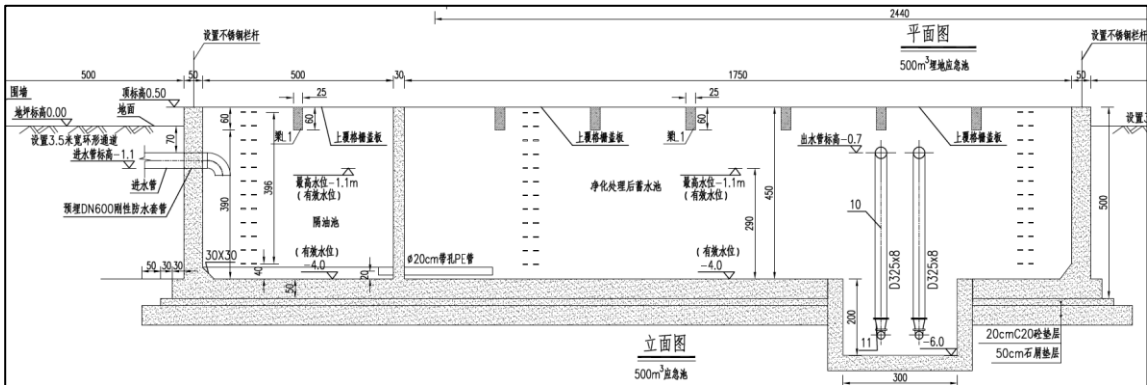 2440
平面图
500m³埋地应急池
设置不锈钢栏杆
设置不锈钢栏杆
500
50
500
30
1750
50
围墙
顶标高0.50
地坪标高0.00
地面
25
25
60
60
60
梁_1
梁_1
上覆格栅盖板
上覆格栅盖板
上覆格栅盖板
设置3.5米宽环形通道
设置3
70
进水管标高-1.1
出水管标高-0.7
进水管
预埋DN600刚性防水套管
390
396
最高水位-1.1m
(有效水位)
隔油池
净化处理后蓄水池
最高水位-1.1m
(有效水位)
290
450
500
10
D325x8
D325x8
30X30
(有效水位)
-4.0
ø20cm带孔PE管
(有效水位)
-4.0
50
30
30
40
20
50
200
11
-6.0
300
20cmC20砼垫层
50cm石屑垫层
立面图
500m³应急池